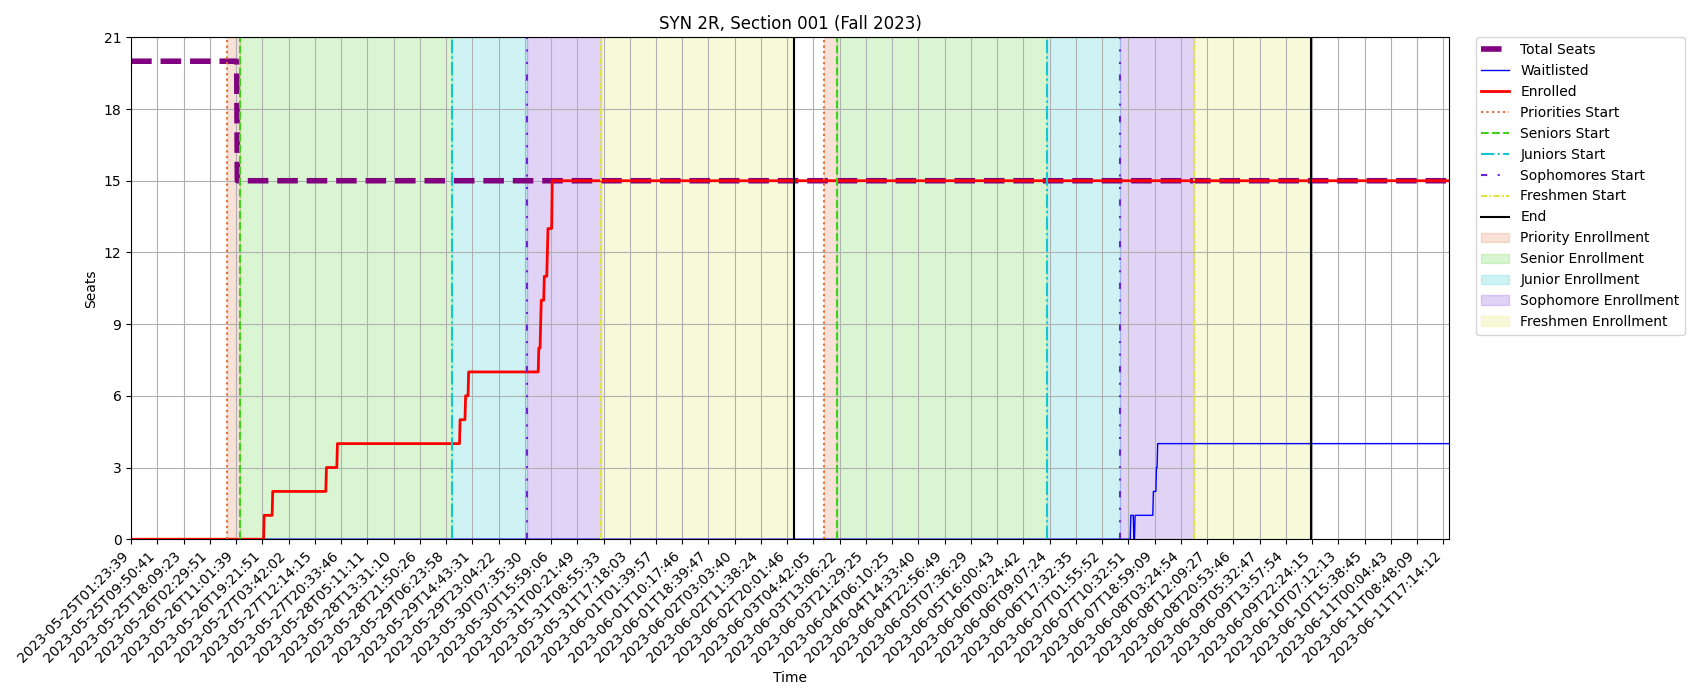 SYN 2R, Section 001 (Fall 2023)
21
18
15
12
9
6
3
0
Seats
2023-05-25T01:23:39
2023-05-25T09:50:41
2023-05-25T18:09:23
2023-05-26T02:29:51
2023-05-26T11:01:39
2023-05-26T19:21:51
2023-05-27T03:42:02
2023-05-27T12:14:15
2023-05-27T20:33:46
2023-05-28T05:11:11
2023-05-28T13:31:10
2023-05-28T21:50:26
2023-05-29T06:23:58
2023-05-29T14:43:31
2023-05-29T23:04:22
2023-05-30T07:35:30
2023-05-30T15:59:06
2023-05-31T00:21:49
2023-05-31T08:55:33
2023-05-31T17:18:03
2023-06-01T01:39:57
2023-06-01T10:17:46
2023-06-01T18:39:47
2023-06-02T03:03:40
2023-06-02T11:38:24
2023-06-02T20:01:46
2023-06-03T04:42:05
2023-06-03T13:06:22
2023-06-03T21:29:25
2023-06-04T06:10:25
2023-06-04T14:33:40
2023-06-04T22:56:49
2023-06-05T07:36:29
2023-06-05T16:00:43
2023-06-06T00:24:42
2023-06-06T09:07:24
2023-06-06T17:32:35
2023-06-07T01:55:52
2023-06-07T10:32:51
2023-06-07T18:59:09
2023-06-08T03:24:54
2023-06-08T12:09:27
2023-06-08T20:53:46
2023-06-09T05:32:47
2023-06-09T13:57:54
2023-06-09T22:24:15
2023-06-10T07:12:13
2023-06-10T15:38:45
2023-06-11T00:04:43
2023-06-11T08:48:09
2023-06-11T17:14:12
Time
Total Seats
Waitlisted
Enrolled
Priorities Start
Seniors Start
Juniors Start
Sophomores Start
Freshmen Start
End
Priority Enrollment
Senior Enrollment
Junior Enrollment
Sophomore Enrollment
Freshmen Enrollment